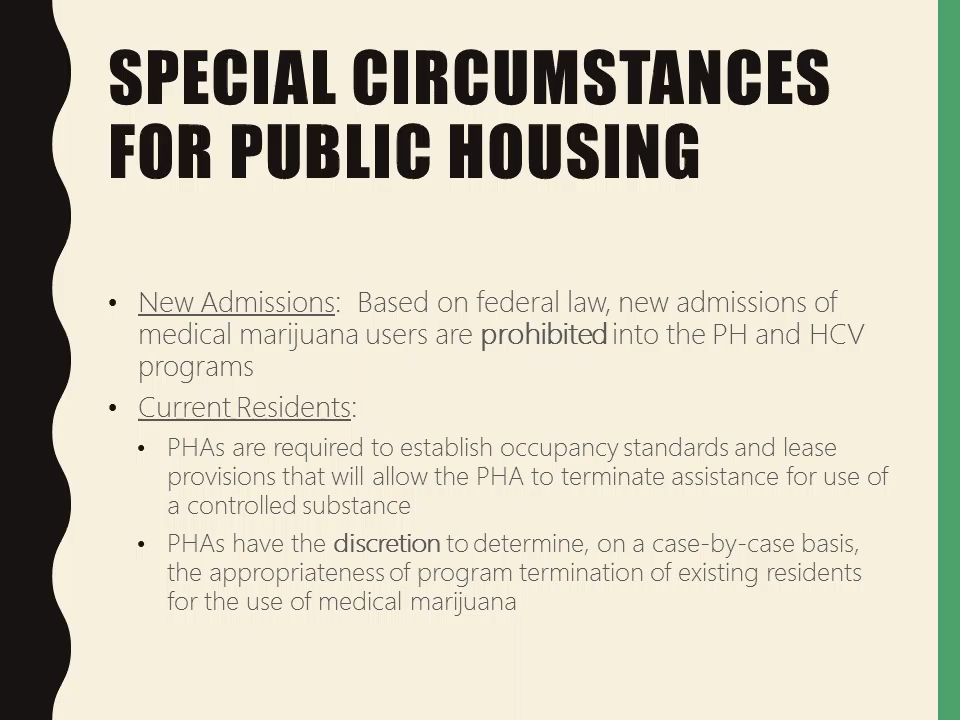 SPECIAL CIRCUMSTANCES
FOR PUBLIC HOUSING
• New Admissions:  Based on federal law, new admissions of
medical marijuana users are prohibited into the PH and HCV
programs
• Current Residents:
• PHAs are required to establish occupancy standards and lease
provisions that will allow the PHA to terminate assistance for use of
a controlled substance
• PHAs have the discretion to determine, on a case-by-case basis,
the appropriateness of program termination of existing residents
for the use of medical marijuana